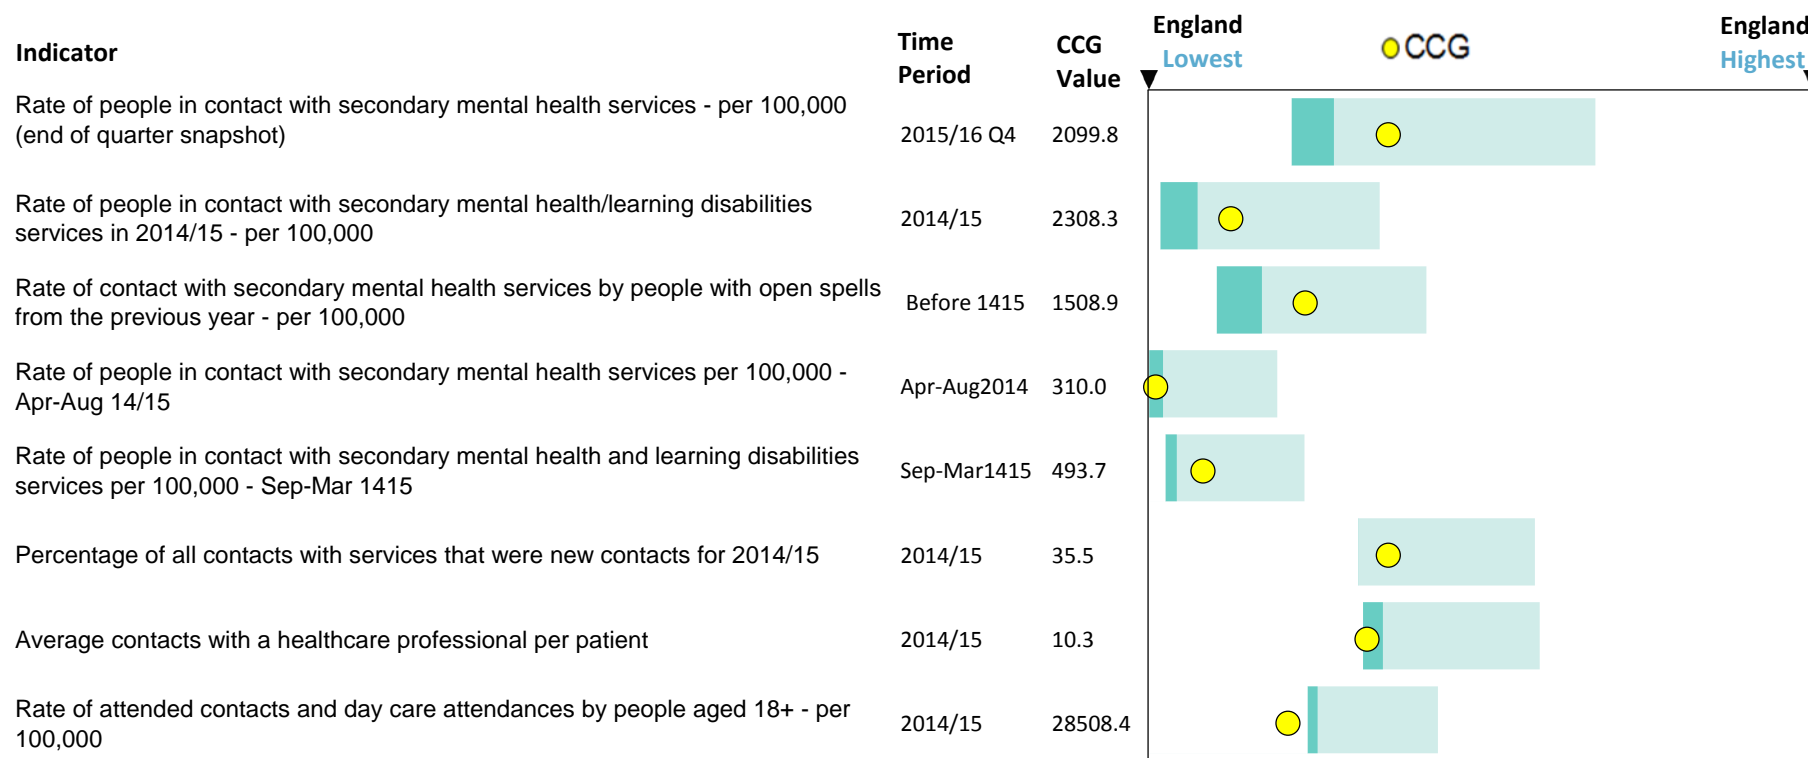 Indicator
Time Period
CCG Value
England Lowest
CCG
England Highest
Rate of people in contact with secondary mental health services - per 100,000
(end of quarter snapshot)
2015/16 Q4 2099.8
Rate of people in contact with secondary mental health/learning disabilities
services in 2014/15 - per 100,000
2014/15 2308.3
Rate of contact with secondary mental health services by people with open spells
from the previous year - per 100,000
Before 1415 1508.9
Rate of people in contact with secondary mental health services per 100,000 -
Apr-Aug 14/15
Apr-Aug2014 310.0
Rate of people in contact with secondary mental health and learning disabilities
services per 100,000 - Sep-Mar 1415
Sep-Mar1415 493.7
Percentage of all contacts with services that were new contacts for 2014/15 2014/15 35.5
Average contacts with a healthcare professional per patient 2014/15 10.3
Rate of attended contacts and day care attendances by people aged 18+ - per
100,000
2014/15 28508.4